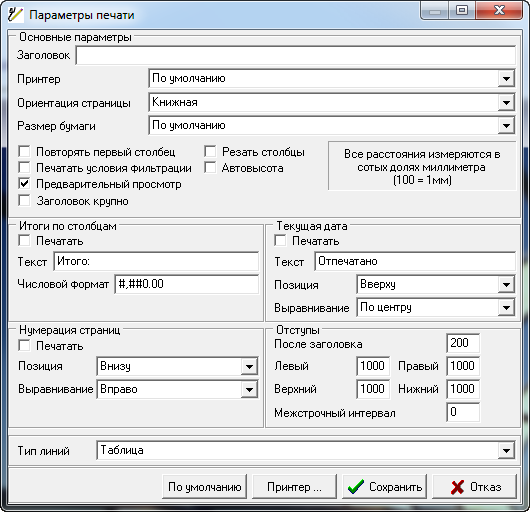 Параметры печати
Основные параметры
Заголовок
Принтер По умолчанию
Ориентация страницы Книжная
Размер бумаги По умолчанию
Повторять первый столбец Резать столбцы
Печатать условия фильтрации Автовысота
Предварительный просмотр
Заголовок крупно
Все расстояния измеряются в
сотых долях миллиметра
(100 = 1мм)
Итоги по столбцам
Печатать
Текст Итого:
Числовой формат #,##0.00
Текущая дата
Печатать
Текст Отпечатано
Позиция Вверху
Выравнивание По центру
Нумерация страниц
Печатать
Позиция Внизу
Выравнивание Вправо
Отступы
После заголовка 200
Левый 1000 Правый 1000
Верхний 1000 Нижний 1000
Межстрочный интервал 0
Тип линий Таблица
По умолчанию Принтер ... Сохранить Отказ